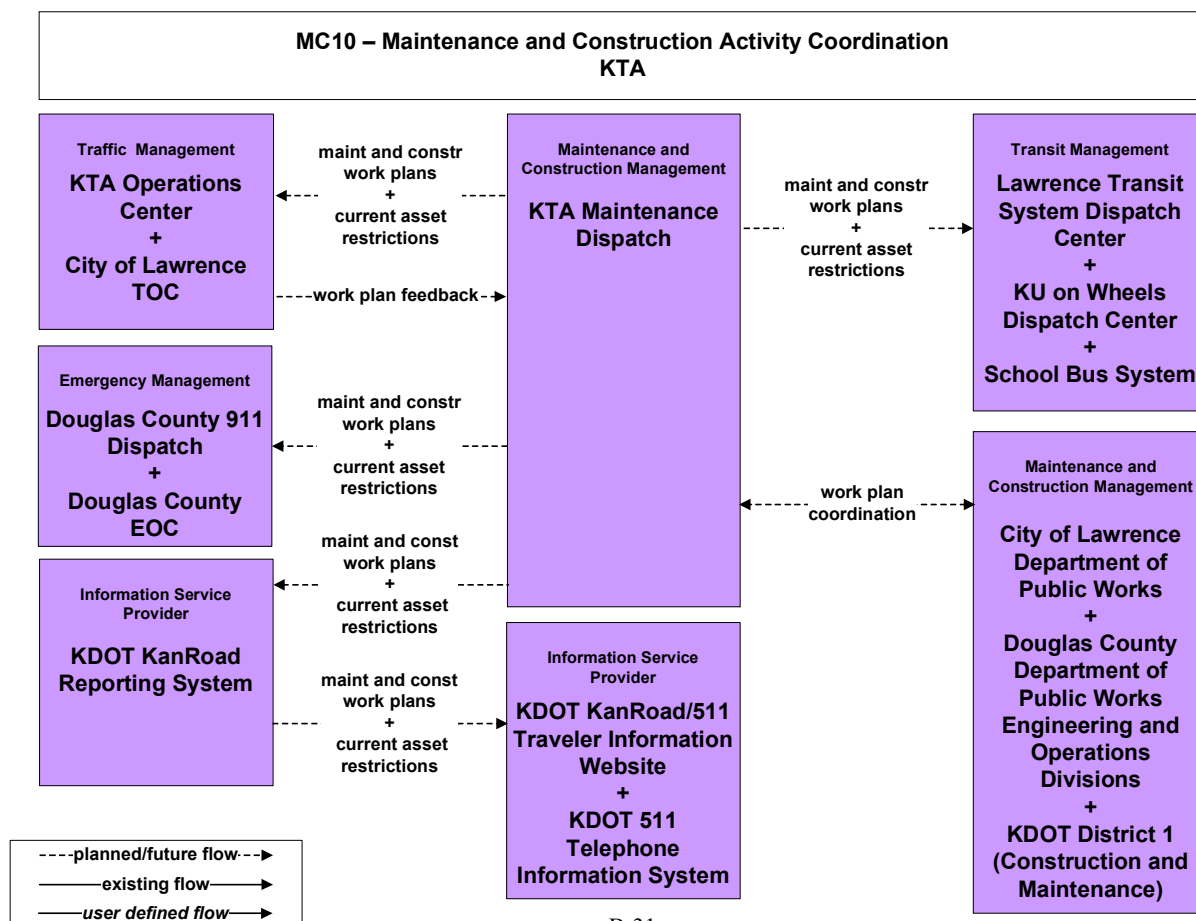 MC10 – Maintenance and Construction Activity Coordination
KTA
Traffic Management
KTA Operations
Center
+
City of Lawrence
TOC
maint and constr
work plans
+
current asset
restrictions
work plan feedback
Maintenance and
Construction Management
KTA Maintenance
Dispatch
maint and constr
work plans
+
current asset
restrictions
Transit Management
Lawrence Transit
System Dispatch
Center
+
KU on Wheels
Dispatch Center
+
School Bus System
Emergency Management
Douglas County 911
Dispatch
+
Douglas County
EOC
maint and constr
work plans
+
current asset
restrictions
work plan
coordination
Maintenance and
Construction Management
City of Lawrence
Department of
Public Works
+
Douglas County
Department of
Public Works
Engineering and
Operations
Divisions
+
KDOT District 1
(Construction and
Maintenance)
Information Service
Provider
KDOT KanRoad
Reporting System
maint and const
work plans
+
current asset
restrictions
maint and const
work plans
+
current asset
restrictions
Information Service
Provider
KDOT KanRoad/511
Traveler Information
Website
+
KDOT 511
Telephone
Information System
planned/future flow
existing flow
user defined flow